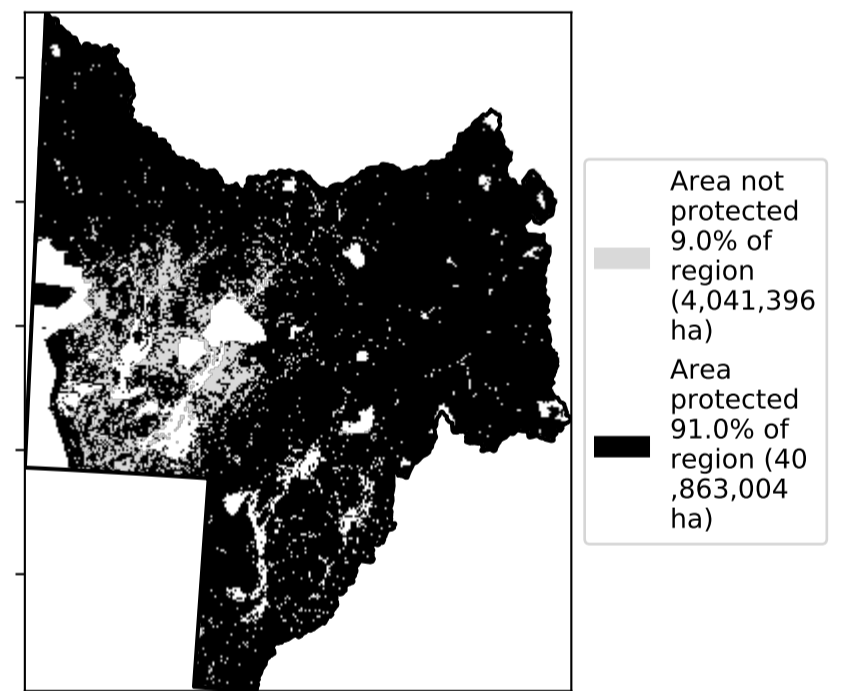 Area not
protected
9.0% of
region
(4,041,396
ha)
Area
protected
91.0% of
region (40
,863,004
ha)